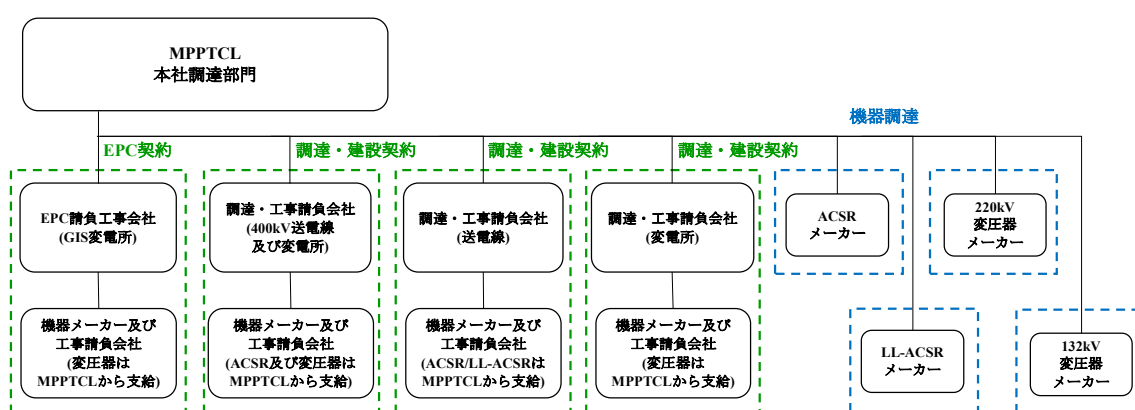 MPPTCL
本社調達部門
機器調達
EPC契約
調達・建設契約
調達・建設契約
調達・建設契約
EPC請負工事会社
(GIS変電所)
調達・工事請負会社
(400kV送電線
及び変電所)
調達・工事請負会社
(送電線)
調達・工事請負会社
(変電所)
ACSR
メーカー
220kV
変圧器
メーカー
機器メーカー及び
工事請負会社
(変圧器は
MPPTCLから支給)
機器メーカー及び
工事請負会社
(ACSR及び変圧器は
MPPTCLから支給)
機器メーカー及び
工事請負会社
(ACSR/LL-ACSRは
MPPTCLから支給)
機器メーカー及び
工事請負会社
(変圧器は
MPPTCLから支給)
LL-ACSR
メーカー
132kV
変圧器
メーカー